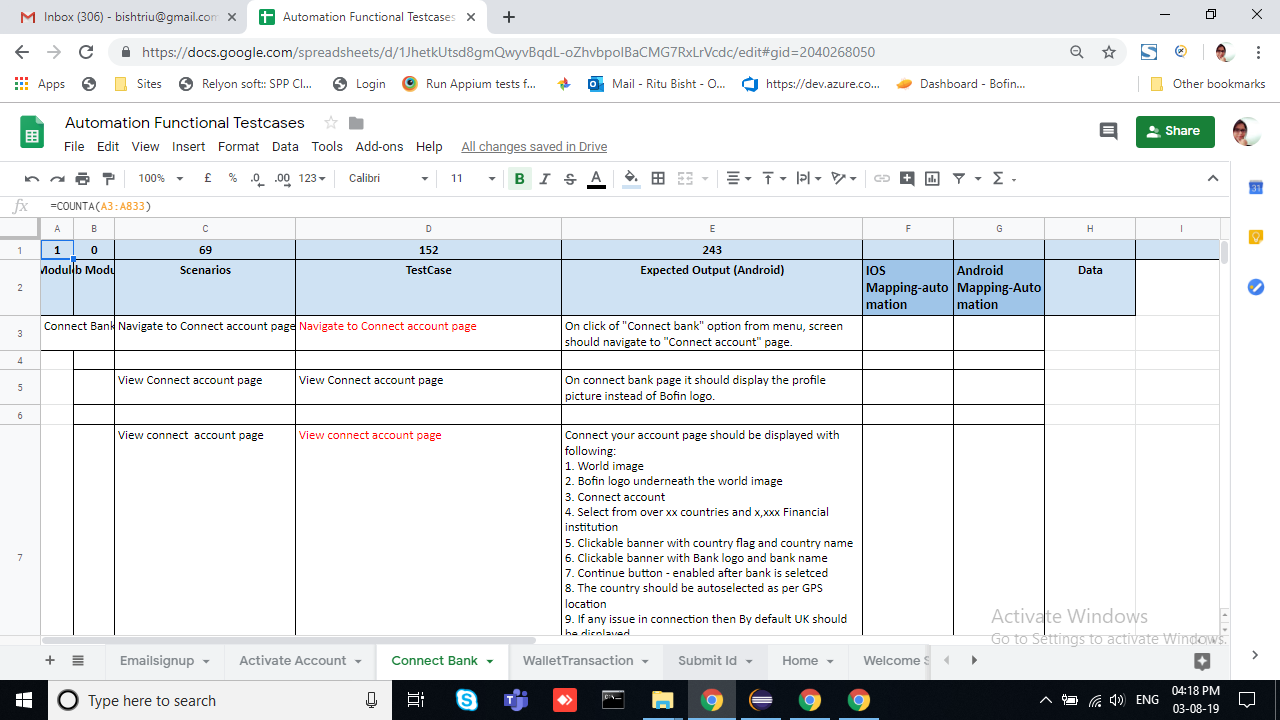 Inbox (306) - bishtriu@gmail.com
Automation Functional Testcases
https://docs.google.com/spreadsheets/d/1JhetkUtsd8gmQwyvBqdL-oZhvbpolBaCMG7RxLrVcdc/edit#gid=2040268050
Apps
Sites
Relyon soft:: SPP Cl...
Login
Run Appium tests f...
Mail - Ritu Bisht - O...
https://dev.azure.co...
Dashboard - Bofin...
Other bookmarks
Automation Functional Testcases
Share
File Edit View Insert Format Data Tools Add-ons Help All changes saved in Drive
100% £ % .0 .00 123 Calibri 11 B I S A Σ
31
fx =COUNTA(A3:A833)
A B C D E F G H I
1 1 0 69 152 243
2 Module b Modu Scenarios TestCase Expected Output (Android)
IOS
Mapping-auto
mation
Android
Mapping-Auto
mation
Data
3 Connect Bank Navigate to Connect account page Navigate to Connect account page
On click of "Connect bank" option from menu, screen
should navigate to "Connect account" page.
4
5 View Connect account page View Connect account page
On connect bank page it should display the profile
picture instead of Bofin logo.
6
7 View connect  account page View connect account page
Connect your account page should be displayed with
following:
1. World image
2. Bofin logo underneath the world image
3. Connect account
4. Select from over xx countries and x,xxx Financial
institution
5. Clickable banner with country flag and country name
6. Clickable banner with Bank logo and bank name
7. Continue button - enabled after bank is seletced
8. The country should be autoselected as per GPS
location
9. If any issue in connection then By default UK should
be displayed
Activate Windows
Go to Settings to activate Windows.
Emailsignup Activate Account Connect Bank WalletTransaction Submit Id Home Welcome S
Type here to search
ENG
04:18 PM
03-08-19